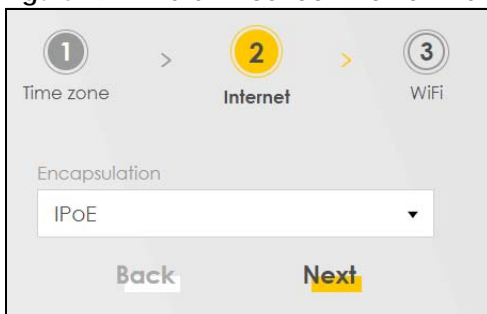 1 > 2 > 3
Time zone Internet WiFi
Encapsulation
IPoE
Back Next